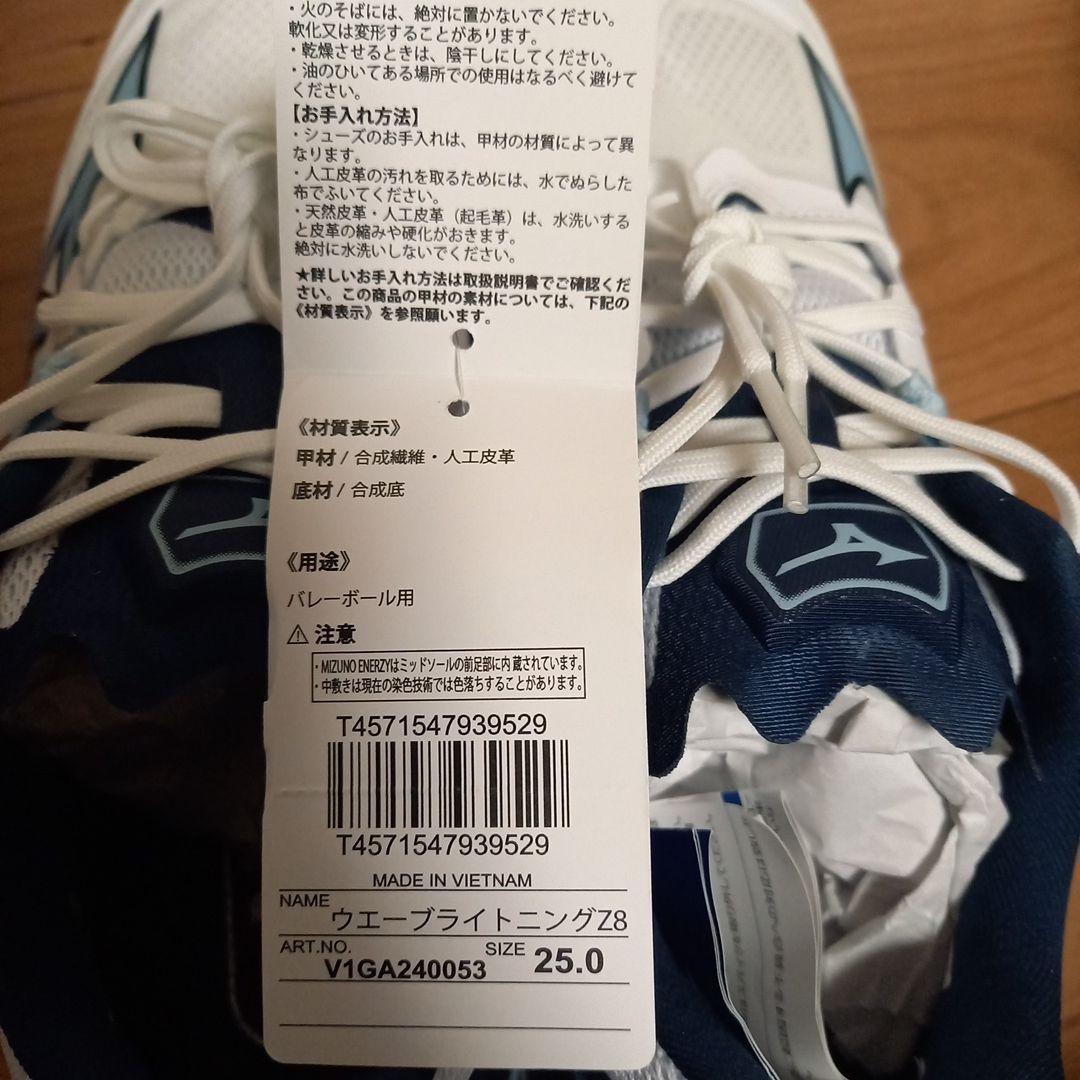 ・火のそばには、絶対に置かないでください。
軟化又は変形することがあります。
・乾燥させるときは、陰干しにしてください。
・油のひいてある場所での使用はなるべく避けて
ください。
【お手入れ方法】
・シューズのお手入れは、甲材の材質によって異
なります。
・人工皮革の汚れを取るためには、水でぬらした
布でふいてください。
・天然皮革・人工皮革（起毛革）は、水洗いする
と皮革の縮みや硬化がおきます。
絶対に水洗いしないでください。
★詳しいお手入れ方法は取扱説明書でご確認くだ
さい。この商品の甲材の素材については、下記の
《材質表示》を参照願います。
《材質表示》
甲材 / 合成繊維・人工皮革
底材 / 合成底
《用途》
バレーボール用
⚠ 注意
・MIZUNO ENERZYはミッドソールの前足部に内蔵されています。
・中敷きは現在の染色技術では色落ちすることがあります。
T4571547939529
T4571547939529
MADE IN VIETNAM
NAME ウエーブライトニングZ8
ART.NO. V1GA240053 SIZE 25.0